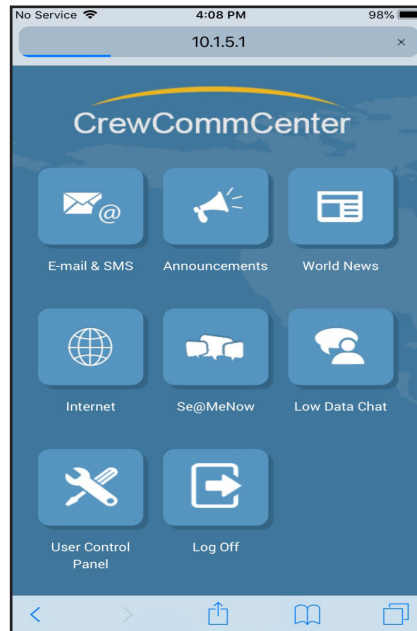 No Service 4:08 PM 98%
10.1.5.1
CrewCommCenter
@
E-mail & SMS Announcements World News
Internet Se@MeNow Low Data Chat
User Control Log Off
Panel